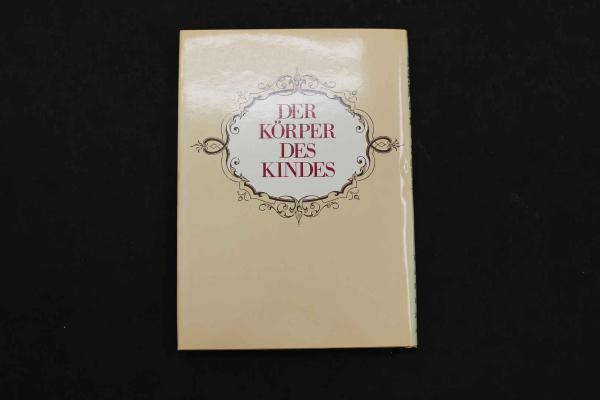 DER
KÖRPER
DES
KINDES